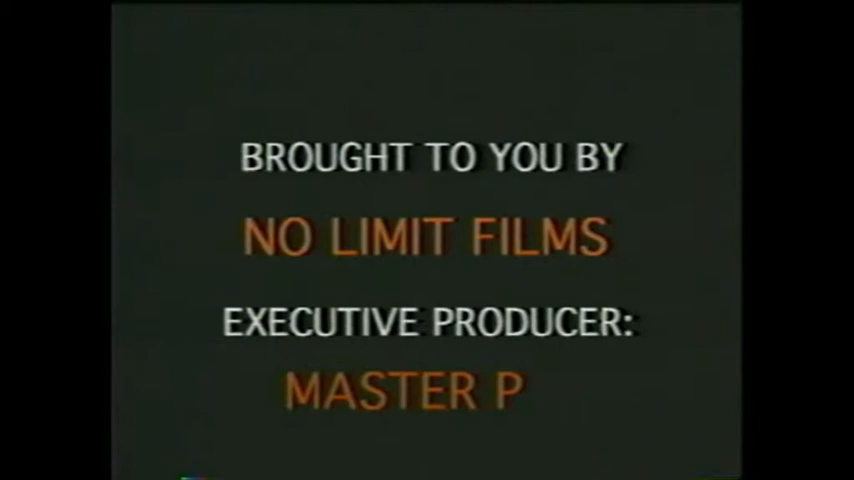 BROUGHT TO YOU BY
NO LIMIT FILMS
EXECUTIVE PRODUCER:
MASTER P